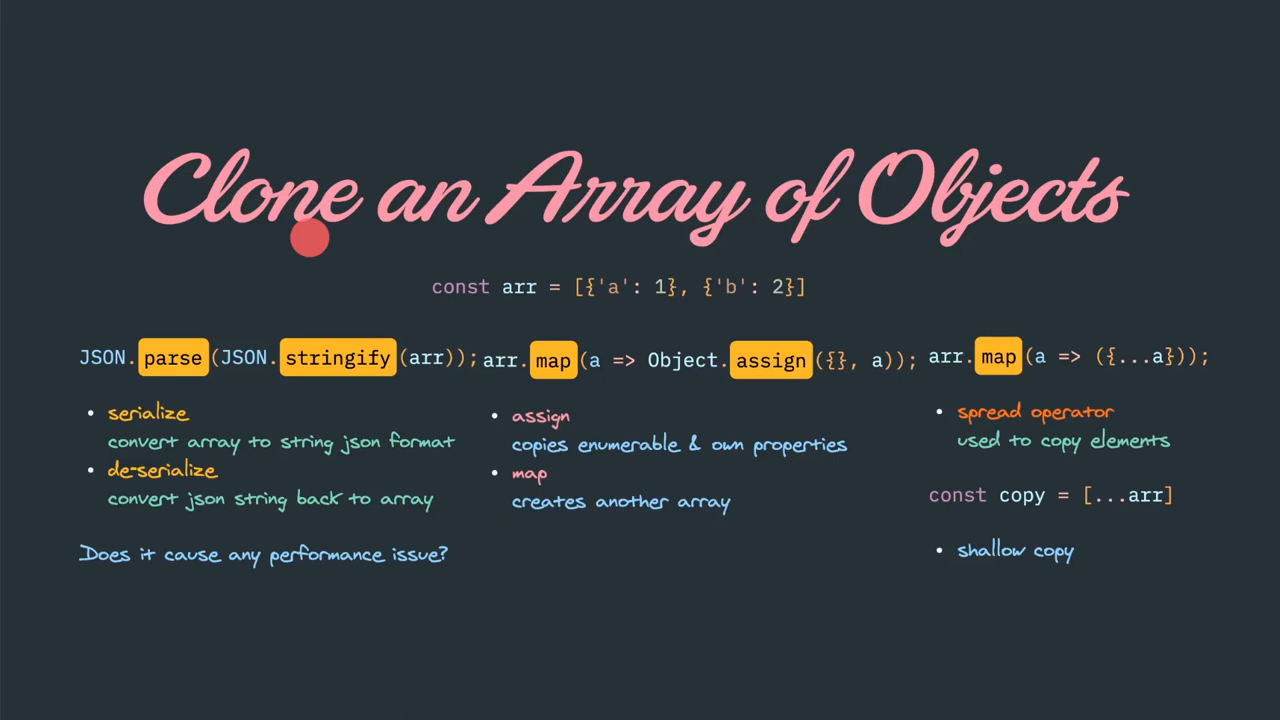 Clone an Array of Objects
const arr = [{'a': 1}, {'b': 2}]
JSON.parse(JSON.stringify(arr));
• serialize
convert array to string json format
• de-serialize
convert json string back to array
Does it cause any performance issue?
arr.map(a => Object.assign({}, a));
• assign
copies enumerable & own properties
• map
creates another array
arr.map(a => ({...a}));
• spread operator
used to copy elements
const copy = [...arr]
• shallow copy